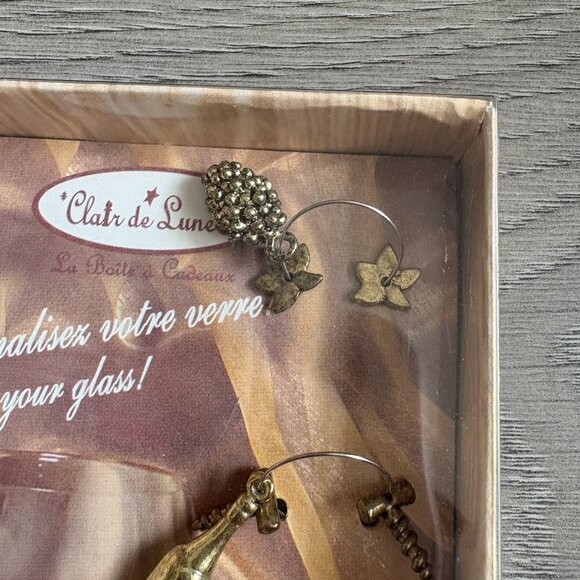 Clair de Lune
La Boîte à Cadeaux
nalisez votre verre
your glass!